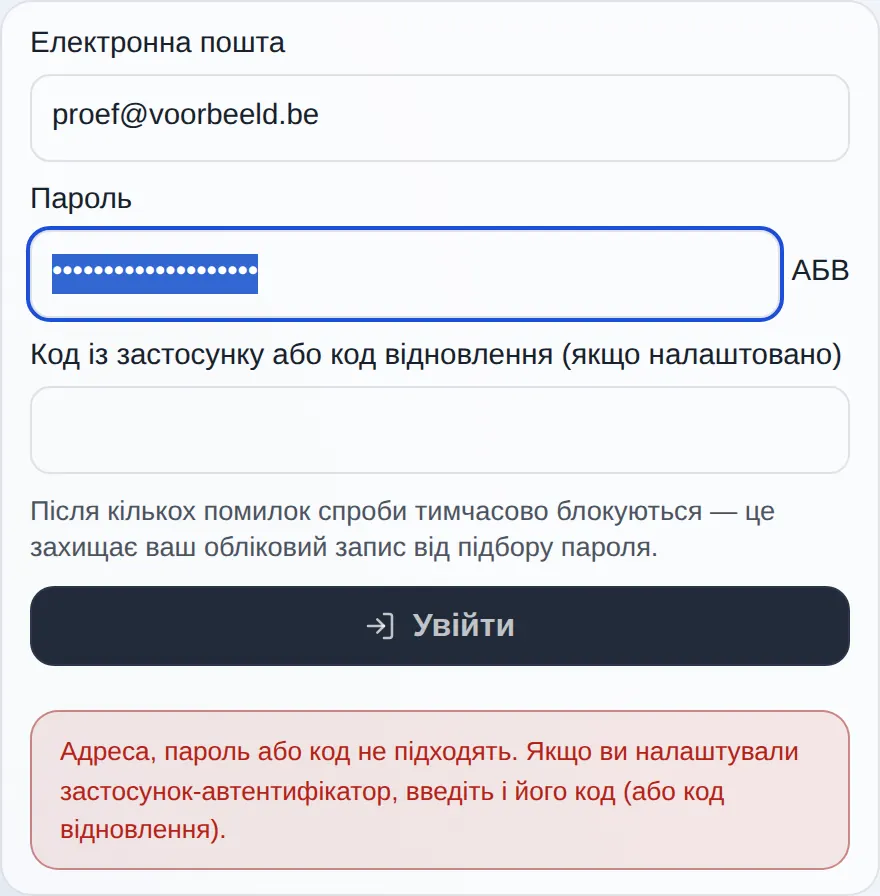 Електронна пошта
proef@voorbeeld.be
Пароль
••••••••••••••••••••
АБВ
Код із застосунку або код відновлення (якщо налаштовано)
Після кількох помилок спроби тимчасово блокуються — це
захищає ваш обліковий запис від підбору пароля.
Увійти
Адреса, пароль або код не підходять. Якщо ви налаштували
застосунок-автентифікатор, введіть і його код (або код
відновлення).